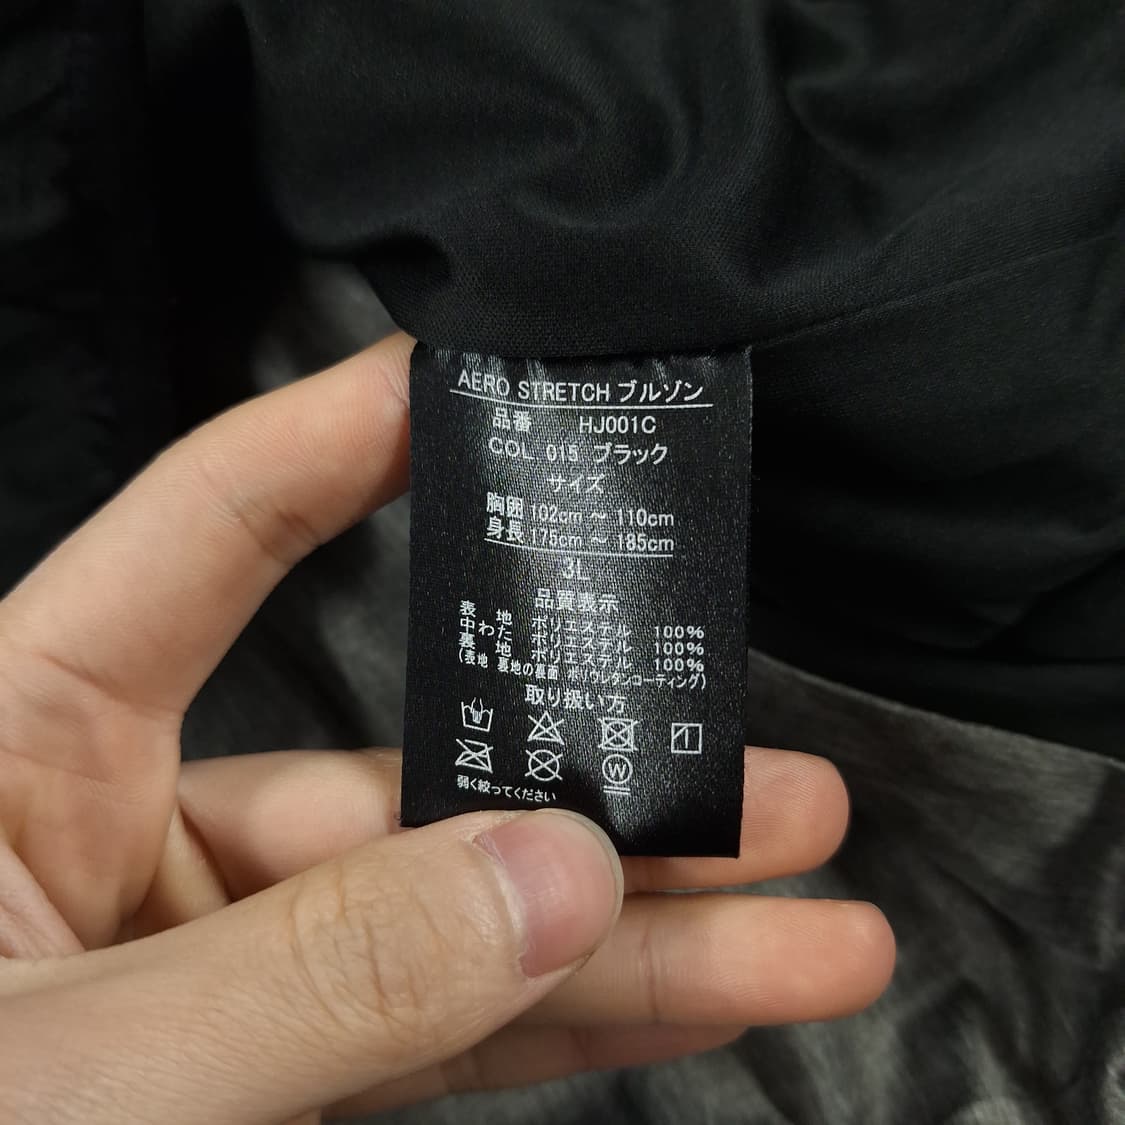 AERO STRETCH ブルゾン
品番 HJ001C
COL 015 ブラック
サイズ
胸囲 102cm ～ 110cm
身長 175cm ～ 185cm
3L
品質表示
表 地 ポリエステル 100%
中わた ポリエステル 100%
裏 地 ポリエステル 100%
(表地 裏地の裏面 ポリウレタンコーティング)
取り扱い方
W
弱く絞ってください